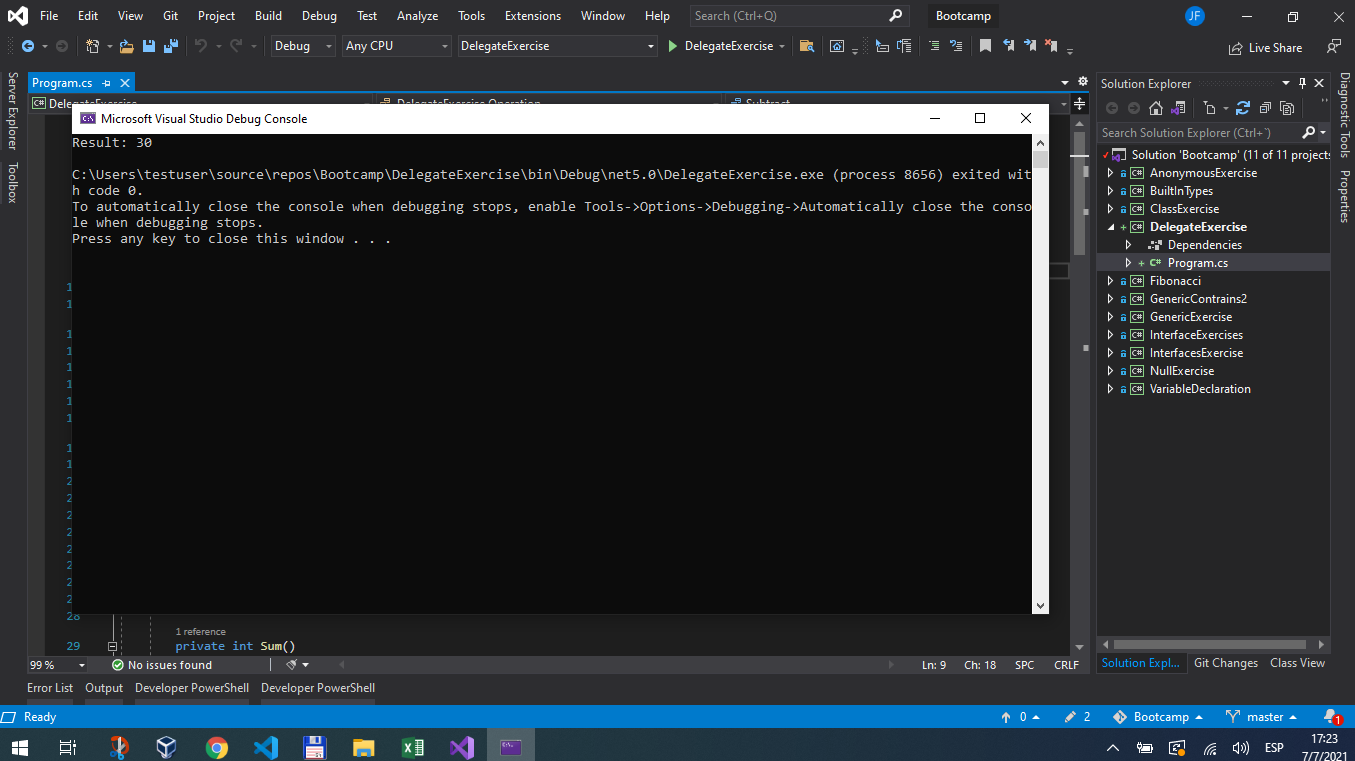 File Edit View Git Project Build Debug Test Analyze Tools Extensions Window Help Search (Ctrl+Q) Bootcamp JF
Debug Any CPU DelegateExercise DelegateExercise Live Share
Program.cs
DelegateExercise DelegateExercise.Operation Subtract
Microsoft Visual Studio Debug Console
Result: 30
C:\Users\testuser\source\repos\Bootcamp\DelegateExercise\bin\Debug\net5.0\DelegateExercise.exe (process 8656) exited wit
h code 0.
To automatically close the console when debugging stops, enable Tools->Options->Debugging->Automatically close the conso
le when debugging stops.
Press any key to close this window . . .
28
1 reference
29 private int Sum()
99 % No issues found Ln: 9 Ch: 18 SPC CRLF
Error List Output Developer PowerShell Developer PowerShell
Server Explorer
Toolbox
Solution Explorer
Search Solution Explorer (Ctrl+´)
Solution 'Bootcamp' (11 of 11 projects
C# AnonymousExercise
C# BuiltInTypes
C# ClassExercise
C# DelegateExercise
Dependencies
C# Program.cs
C# Fibonacci
C# GenericContrains2
C# GenericExercise
C# InterfaceExercises
C# InterfacesExercise
C# NullExercise
C# VariableDeclaration
Solution Expl... Git Changes Class View
Diagnostic Tools
Properties
Ready 0 2 Bootcamp master 1
ESP
17:23
7/7/2021